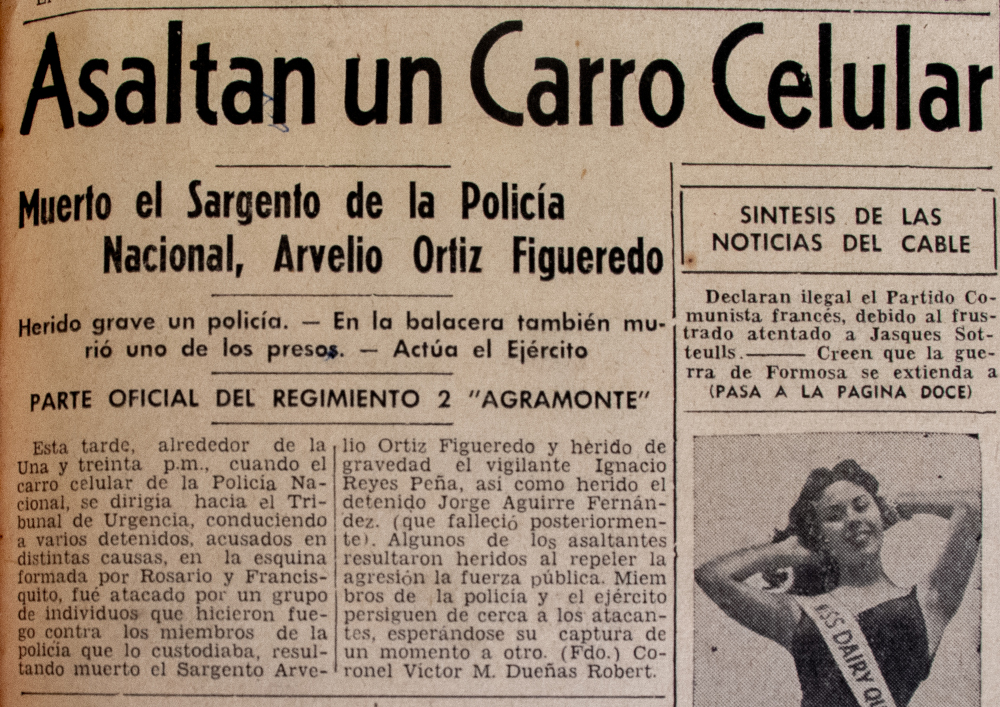 Asaltan un Carro Celular
Muerto el Sargento de la Policía
Nacional, Arvelio Ortiz Figueredo
Herido grave un policía. — En la balacera también mu-
rió uno de los presos. — Actúa el Ejército
PARTE OFICIAL DEL REGIMIENTO 2 "AGRAMONTE"
Esta tarde, alrededor de la
Una y treinta p.m., cuando el
carro celular de la Policía Na-
cional, se dirigía hacia el Tri-
bunal de Urgencia, conduciendo
a varios detenidos, acusados en
distintas causas, en la esquina
formada por Rosario y Francis-
quito, fué atacado por un grupo
de individuos que hicieron fue-
go contra los miembros de la
policía que lo custodiaba, resul-
tando muerto el Sargento Arve-
lio Ortiz Figueredo y herido de
gravedad el vigilante Ignacio
Reyes Peña, así como herido el
detenido Jorge Aguirre Fernán-
dez. (que falleció posteriormen-
te). Algunos de los asaltantes
resultaron heridos al repeler la
agresión la fuerza pública. Miem
bros de la policía y el ejército
persiguen de cerca a los atacan-
tes, esperándose su captura de
un momento a otro. (Fdo.) Co-
ronel Victor M. Dueñas Robert.
SINTESIS DE LAS
NOTICIAS DEL CABLE
Declaran ilegal el Partido Co-
munista francés, debido al frus-
trado atentado a Jasques Sot-
teulls.—— Creen que la gue-
rra de Formosa se extienda a
(PASA A LA PAGINA DOCE)
MISS DAIRY QU